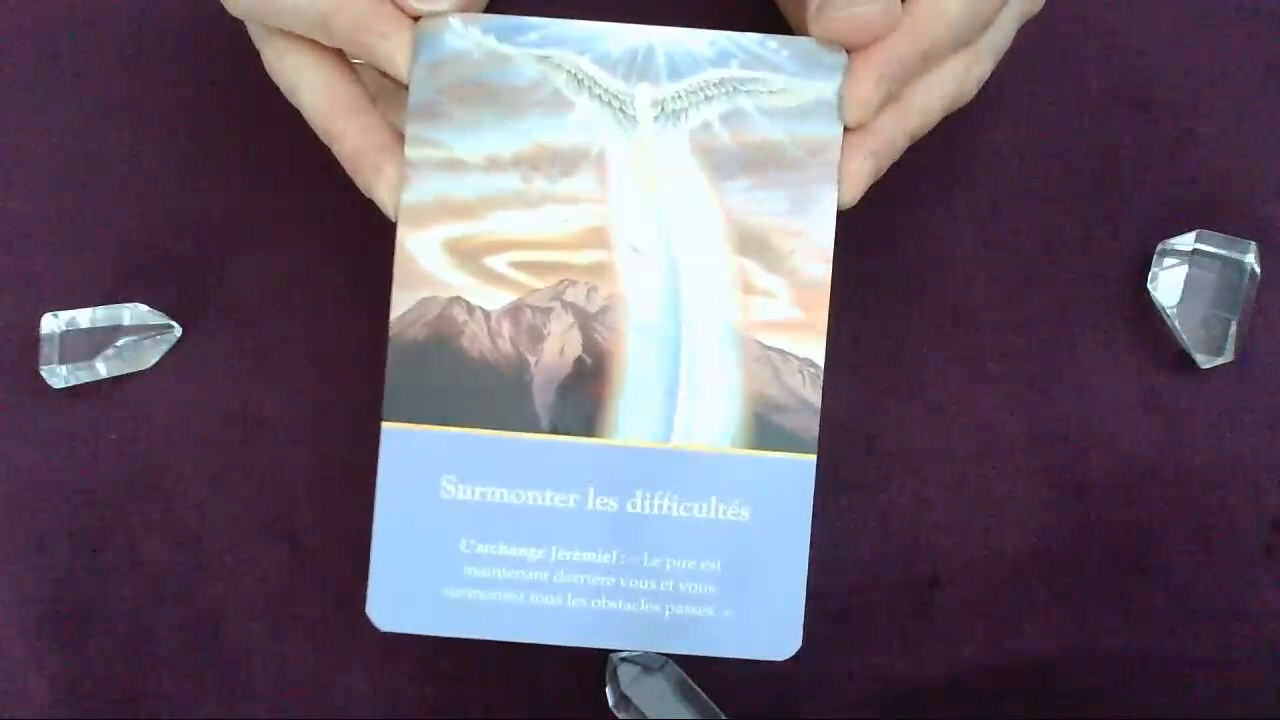 Surmonter les difficultés
L'archange Jérémiel : « Le pire est
maintenant derrière vous et vous
surmontez tous les obstacles passés. »